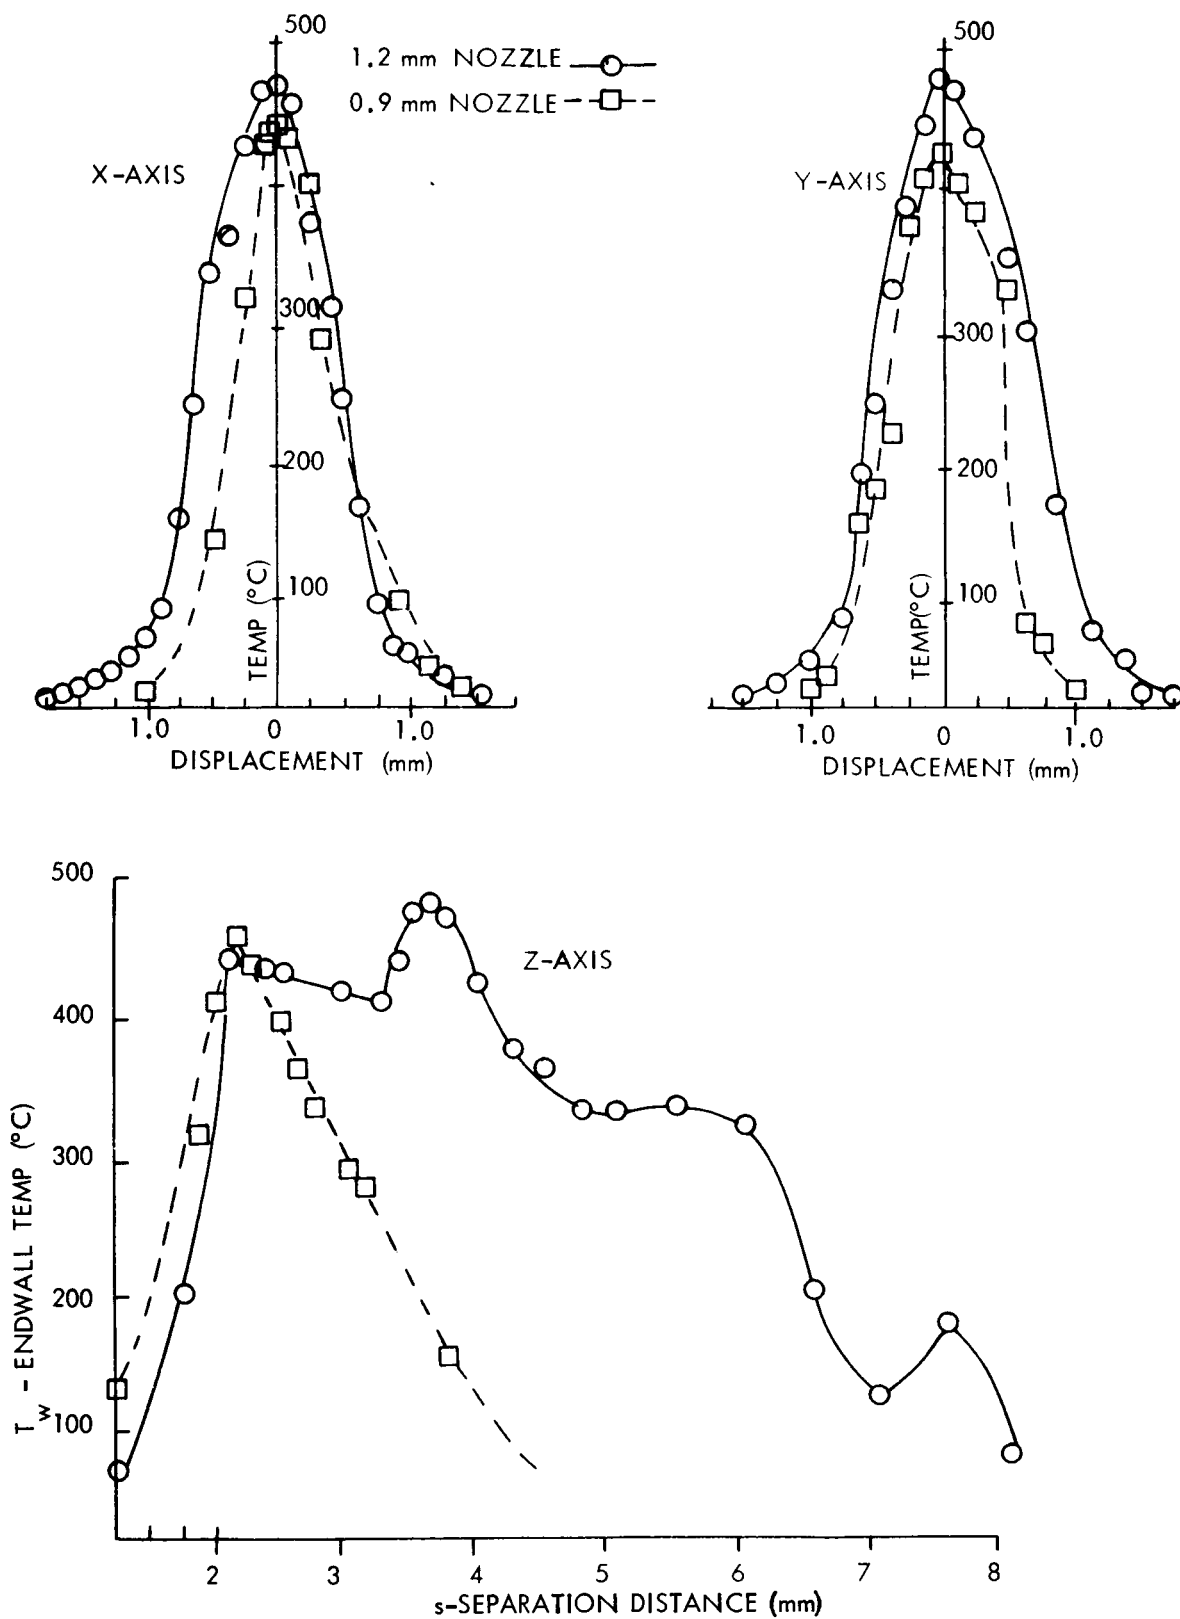 500
1.2 mm NOZZLE
0.9 mm NOZZLE
X-AXIS
300
200
100
TEMP (°C)
1.0 0 1.0
DISPLACEMENT (mm)
500
Y-AXIS
300
200
100
TEMP(°C)
1.0 0 1.0
DISPLACEMENT (mm)
500
400
300
200
100
T_w - ENDWALL TEMP (°C)
Z-AXIS
2 3 4 5 6 7 8
s-SEPARATION DISTANCE (mm)